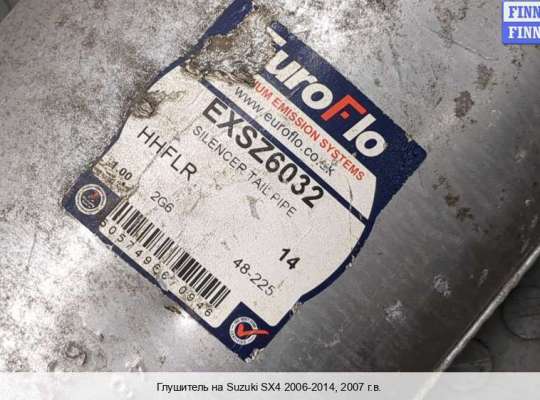 FINN
FINN
EuroFlo
UM EMISSION SYSTEMS
www.euroflo.co.uk
EXSZ6032
SILENCER TAIL PIPE
HHFLR
1.00
2G6
14
48-225
Глушитель на Suzuki SX4 2006-2014, 2007 г.в.